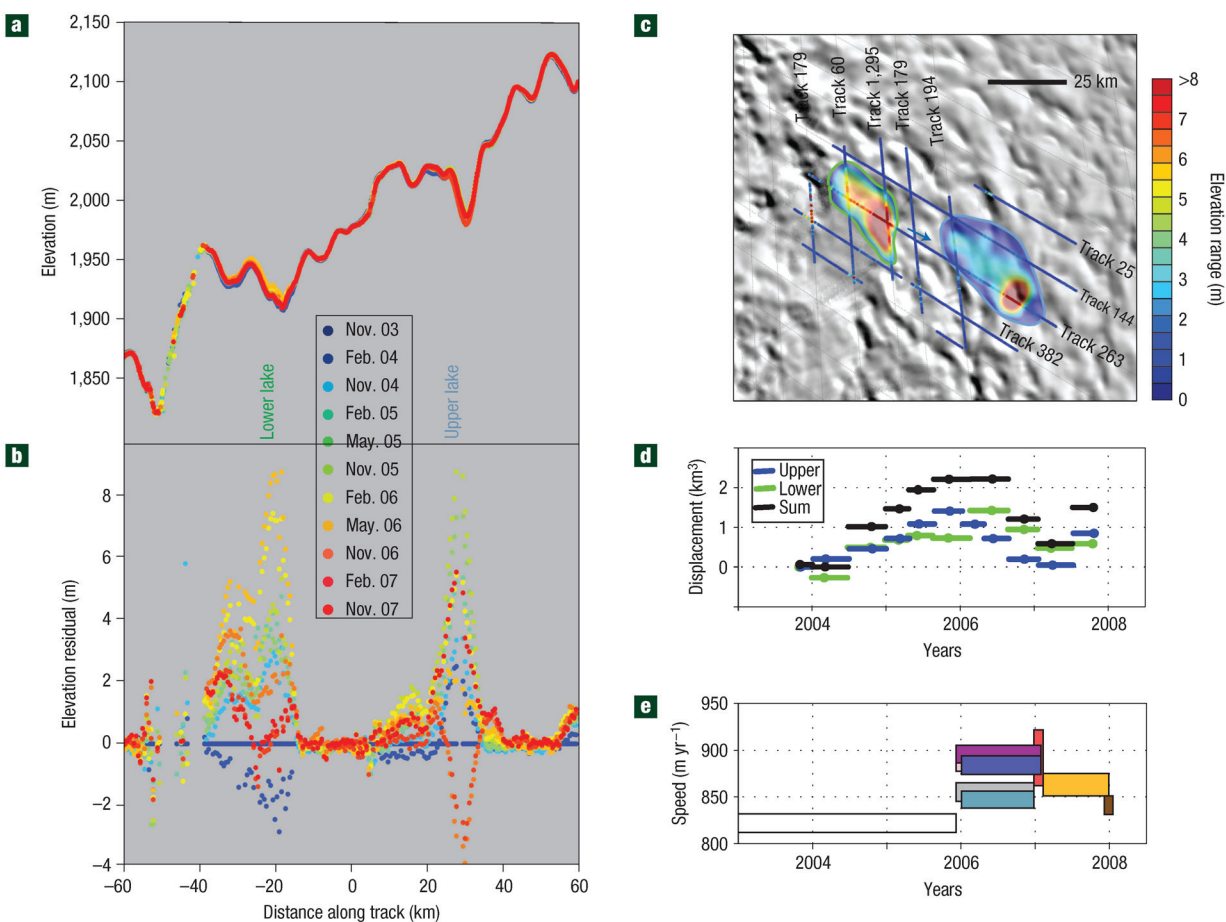 a
2,150
2,100
2,050
2,000
1,950
1,900
1,850
Elevation (m)
Lower lake
Upper lake
Nov. 03
Feb. 04
Nov. 04
Feb. 05
May. 05
Nov. 05
Feb. 06
May. 06
Nov. 06
Feb. 07
Nov. 07
b
8
6
4
2
0
−2
−4
Elevation residual (m)
−60
−40
−20
0
20
40
60
Distance along track (km)
c
Track 179
Track 60
Track 1,295
Track 179
Track 194
25 km
Track 25
Track 144
Track 263
Track 382
>8
7
6
5
4
3
2
1
0
Elevation range (m)
d
Upper
Lower
Sum
2
1
0
Displacement (km³)
2004
2006
2008
Years
e
950
900
850
800
Speed (m yr⁻¹)
2004
2006
2008
Years